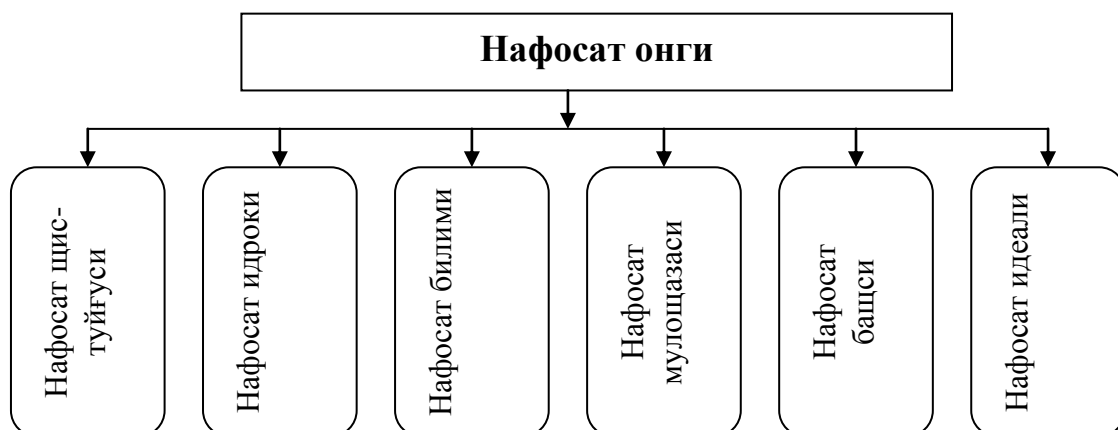 Нафосат онги
Нафосат щис-
туйғуси
Нафосат идроки
Нафосат билими
Нафосат
мулощазаси
Нафосат
бащси
Нафосат идеали